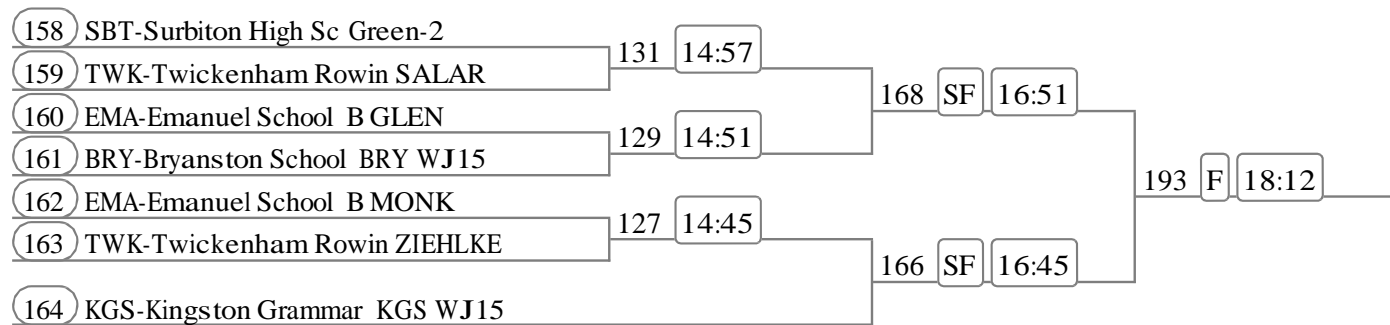 158 SBT-Surbiton High Sc Green-2
131 14:57
159 TWK-Twickenham Rowin SALAR
168 SF 16:51
160 EMA-Emanuel School B GLEN
129 14:51
161 BRY-Bryanston School BRY WJ15
193 F 18:12
162 EMA-Emanuel School B MONK
127 14:45
163 TWK-Twickenham Rowin ZIEHLKE
166 SF 16:45
164 KGS-Kingston Grammar KGS WJ15